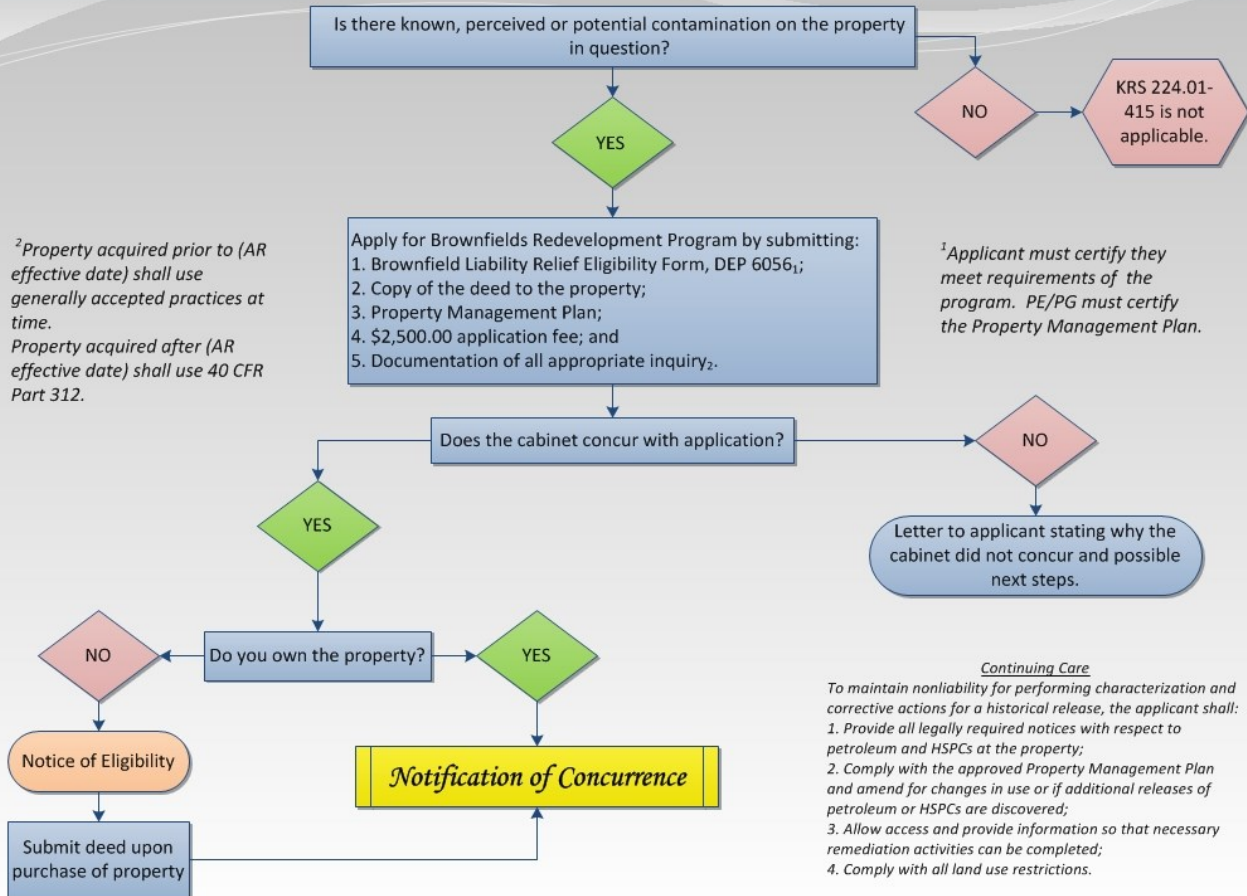 Is there known, perceived or potential contamination on the property
in question?
NO
KRS 224.01-
415 is not
applicable.
YES
²Property acquired prior to (AR
effective date) shall use
generally accepted practices at
time.
Property acquired after (AR
effective date) shall use 40 CFR
Part 312.
Apply for Brownfields Redevelopment Program by submitting:
1. Brownfield Liability Relief Eligibility Form, DEP 6056₁;
2. Copy of the deed to the property;
3. Property Management Plan;
4. $2,500.00 application fee; and
5. Documentation of all appropriate inquiry₂.
¹Applicant must certify they
meet requirements of the
program. PE/PG must certify
the Property Management Plan.
Does the cabinet concur with application?
NO
YES
Letter to applicant stating why the
cabinet did not concur and possible
next steps.
NO
Do you own the property?
YES
Notice of Eligibility
Notification of Concurrence
Submit deed upon
purchase of property
Continuing Care
To maintain nonliability for performing characterization and
corrective actions for a historical release, the applicant shall:
1. Provide all legally required notices with respect to
petroleum and HSPCs at the property;
2. Comply with the approved Property Management Plan
and amend for changes in use or if additional releases of
petroleum or HSPCs are discovered;
3. Allow access and provide information so that necessary
remediation activities can be completed;
4. Comply with all land use restrictions.